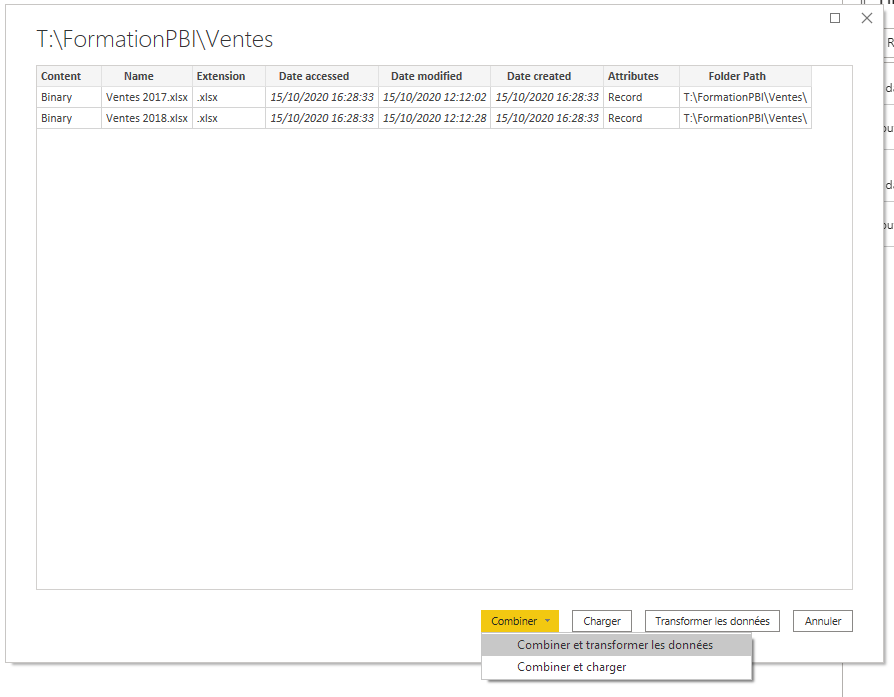 T:\FormationPBI\Ventes
Content Name Extension Date accessed Date modified Date created Attributes Folder Path
Binary Ventes 2017.xlsx .xlsx 15/10/2020 16:28:33 15/10/2020 12:12:02 15/10/2020 16:28:33 Record T:\FormationPBI\Ventes\
Binary Ventes 2018.xlsx .xlsx 15/10/2020 16:28:33 15/10/2020 12:12:28 15/10/2020 16:28:33 Record T:\FormationPBI\Ventes\
Combiner Charger Transformer les données Annuler
Combiner et transformer les données
Combiner et charger